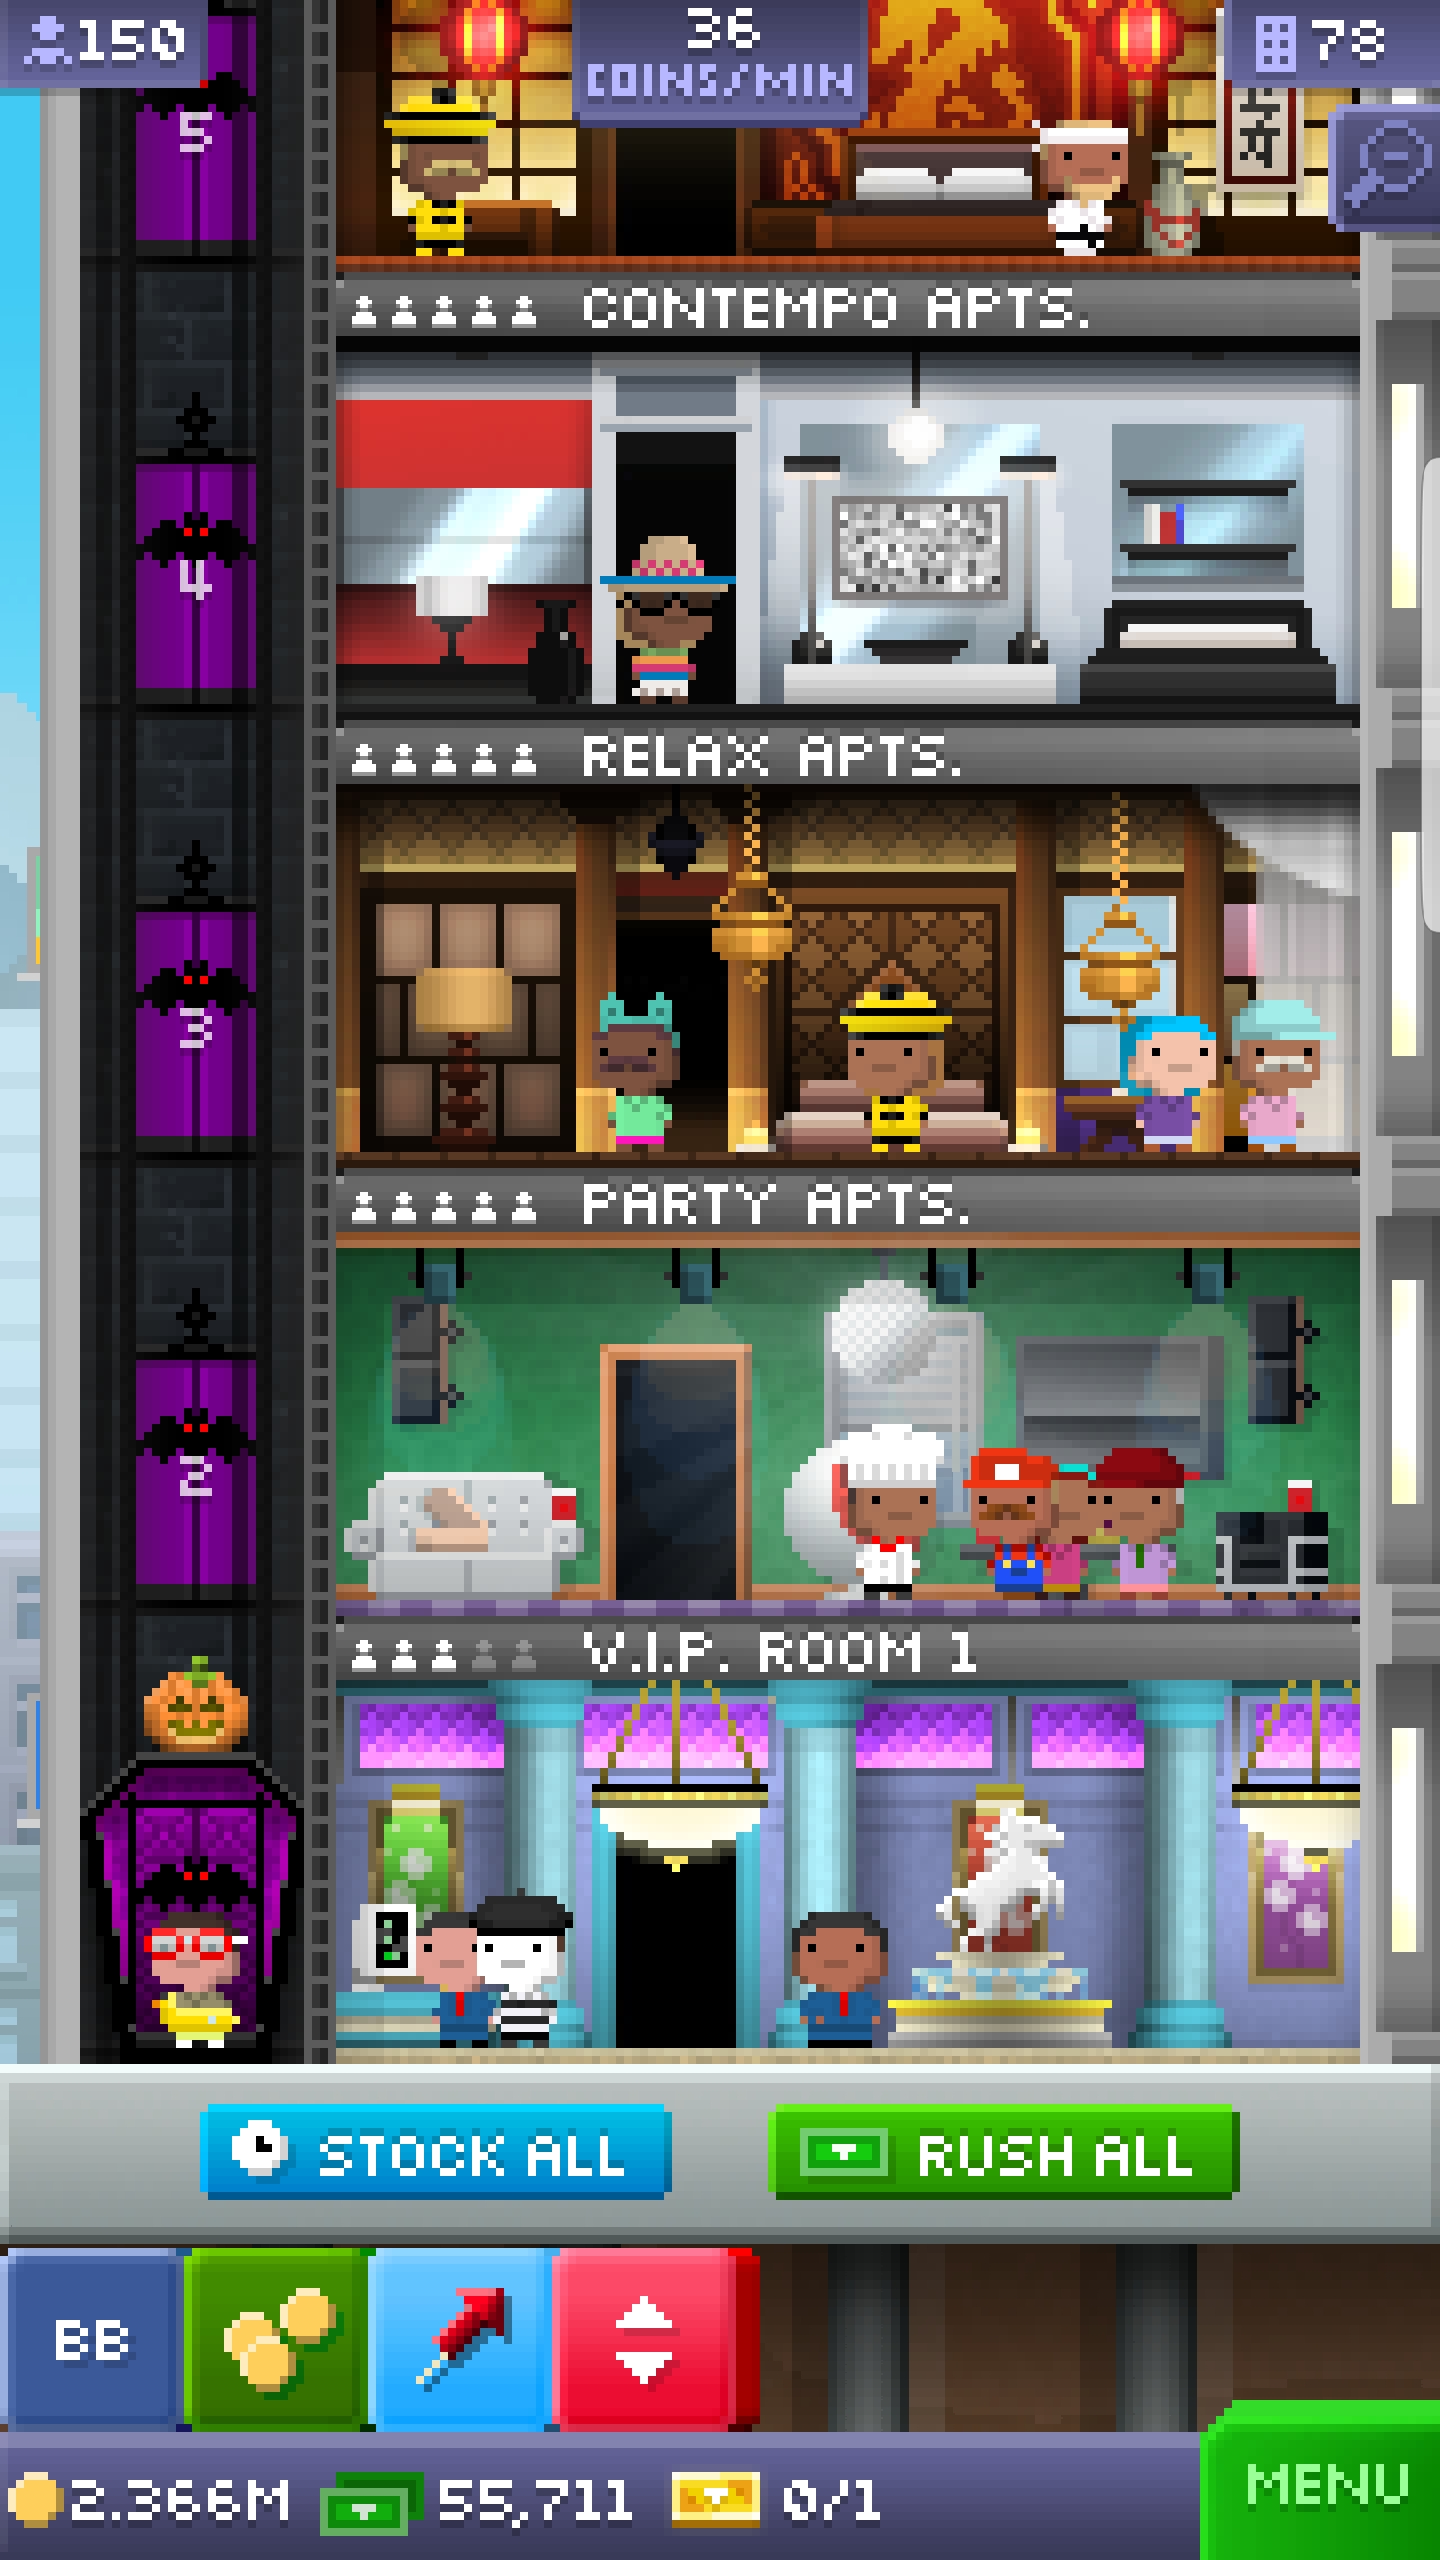 150
36
COINS/MIN
78
5
CONTEMPO APTS.
4
RELAX APTS.
3
PARTY APTS.
2
V.I.P. ROOM 1
STOCK ALL
RUSH ALL
BB
2.366M
55,711
0/1
MENU